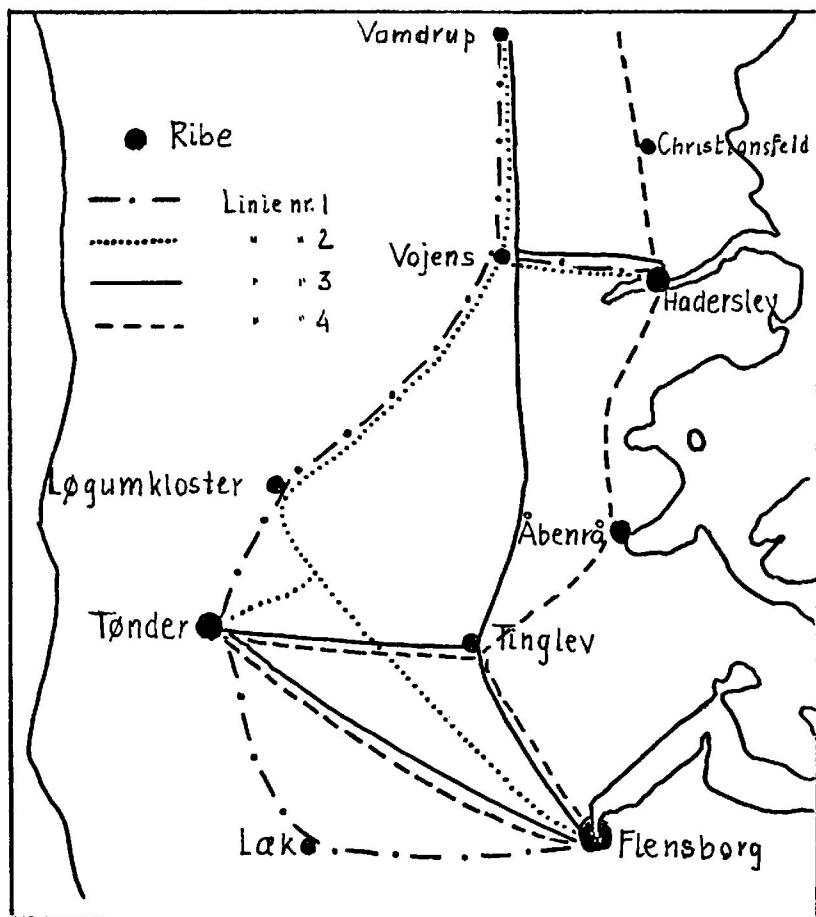 Vamdrup
Ribe
Christiansfeld
Linie nr. 1
" " 2
" " 3
" " 4
Vojens
Haderslev
Løgumkloster
Åbenrå
Tønder
Tinglev
Læk
Flensborg